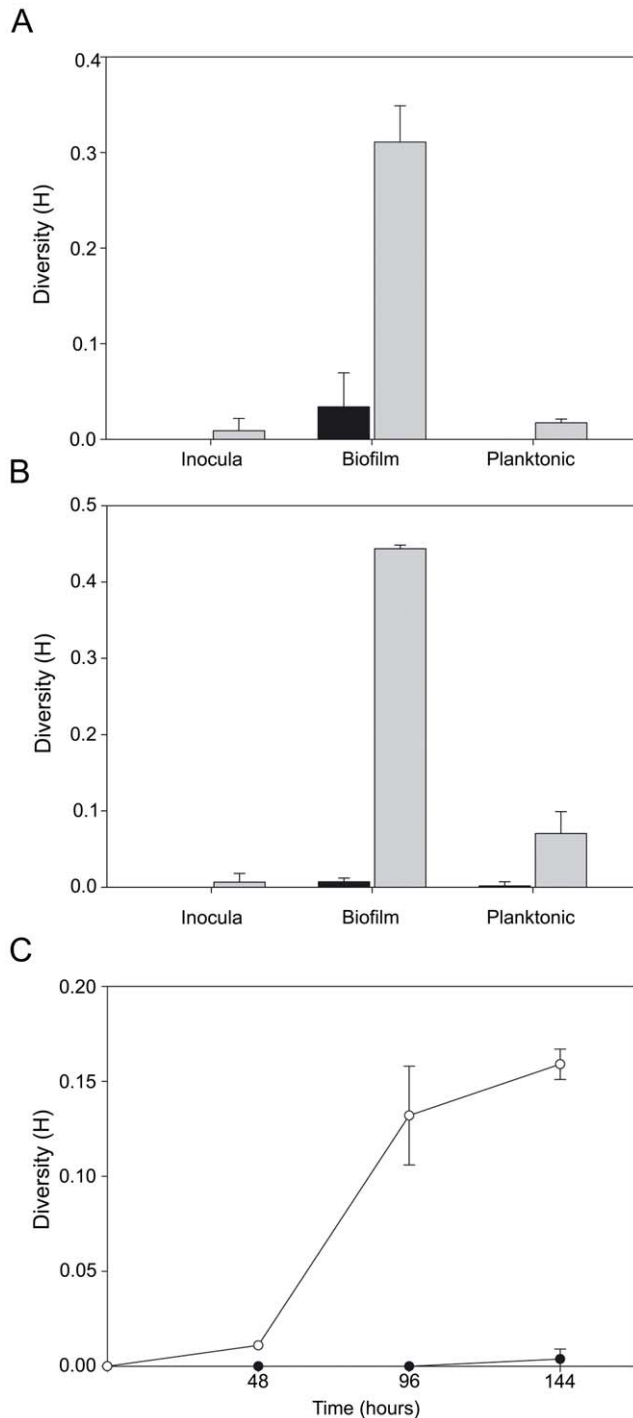 A
0.4
0.3
0.2
0.1
0.0
Diversity (H)
Inocula Biofilm Planktonic
B
0.5
0.4
0.3
0.2
0.1
0.0
Diversity (H)
Inocula Biofilm Planktonic
C
0.20
0.15
0.10
0.05
0.00
Diversity (H)
48 96 144
Time (hours)